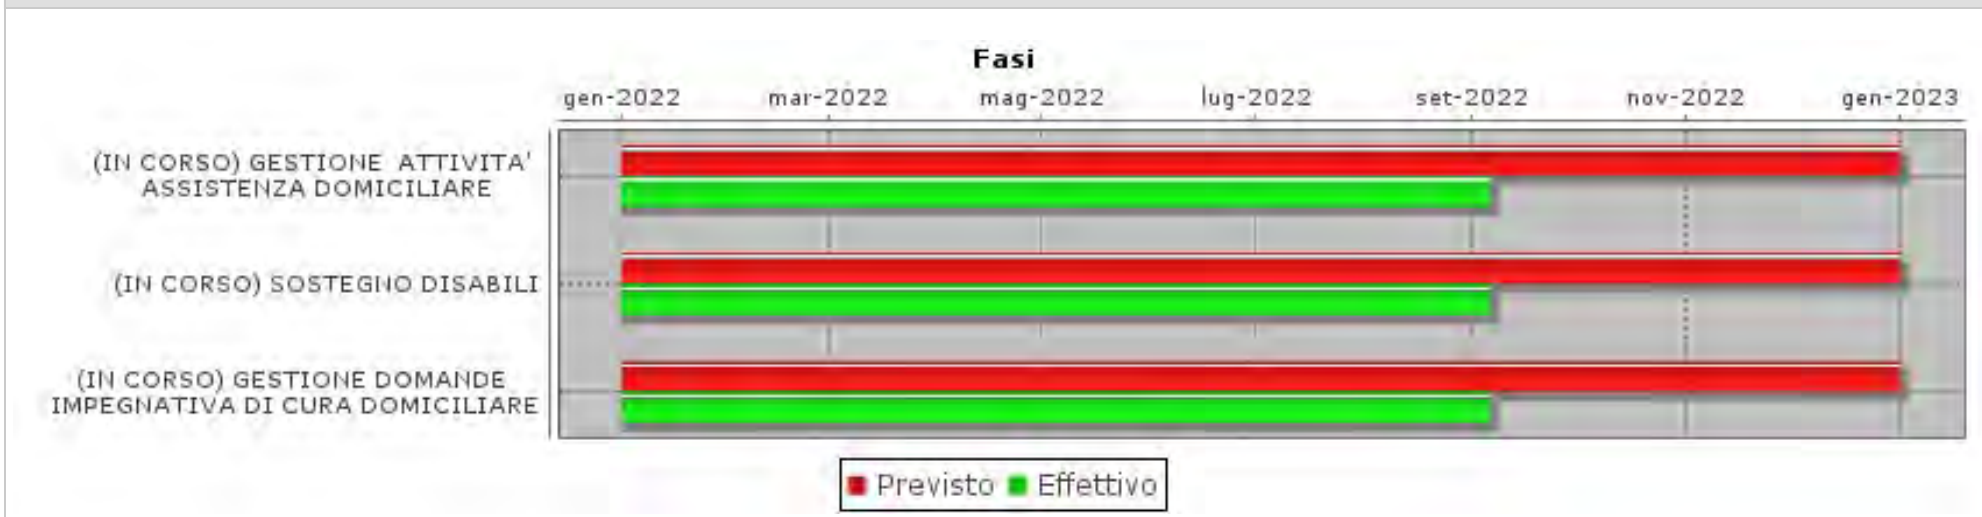 Fasi
gen-2022 mar-2022 mag-2022 lug-2022 set-2022 nov-2022 gen-2023
(IN CORSO) GESTIONE ATTIVITA'
ASSISTENZA DOMICILIARE
(IN CORSO) SOSTEGNO DISABILI
(IN CORSO) GESTIONE DOMANDE
IMPEGNATIVA DI CURA DOMICILIARE
Previsto Effettivo